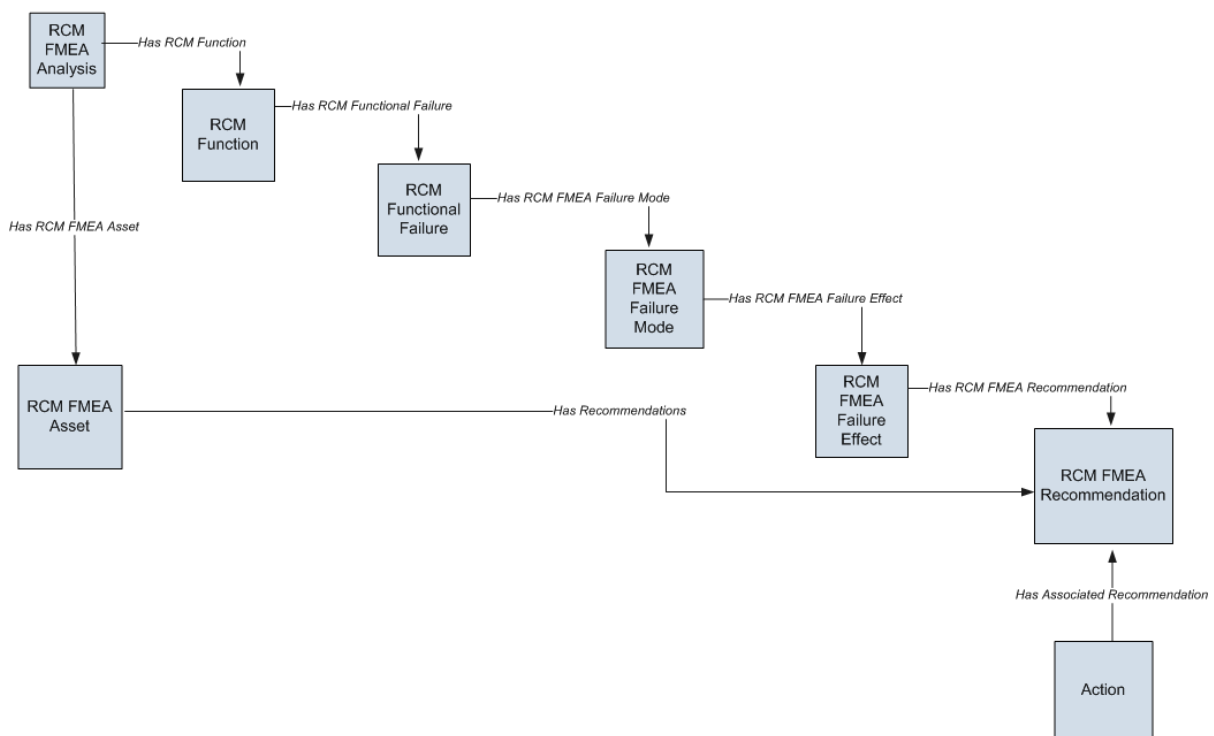 RCM
FMEA
Analysis
Has RCM Function
RCM
Function
Has RCM Functional Failure
RCM
Functional
Failure
Has RCM FMEA Failure Mode
Has RCM FMEA Asset
RCM
FMEA
Failure
Mode
Has RCM FMEA Failure Effect
RCM
FMEA
Failure
Effect
Has RCM FMEA Recommendation
RCM FMEA
Asset
Has Recommendations
RCM FMEA
Recommendation
Has Associated Recommendation
Action